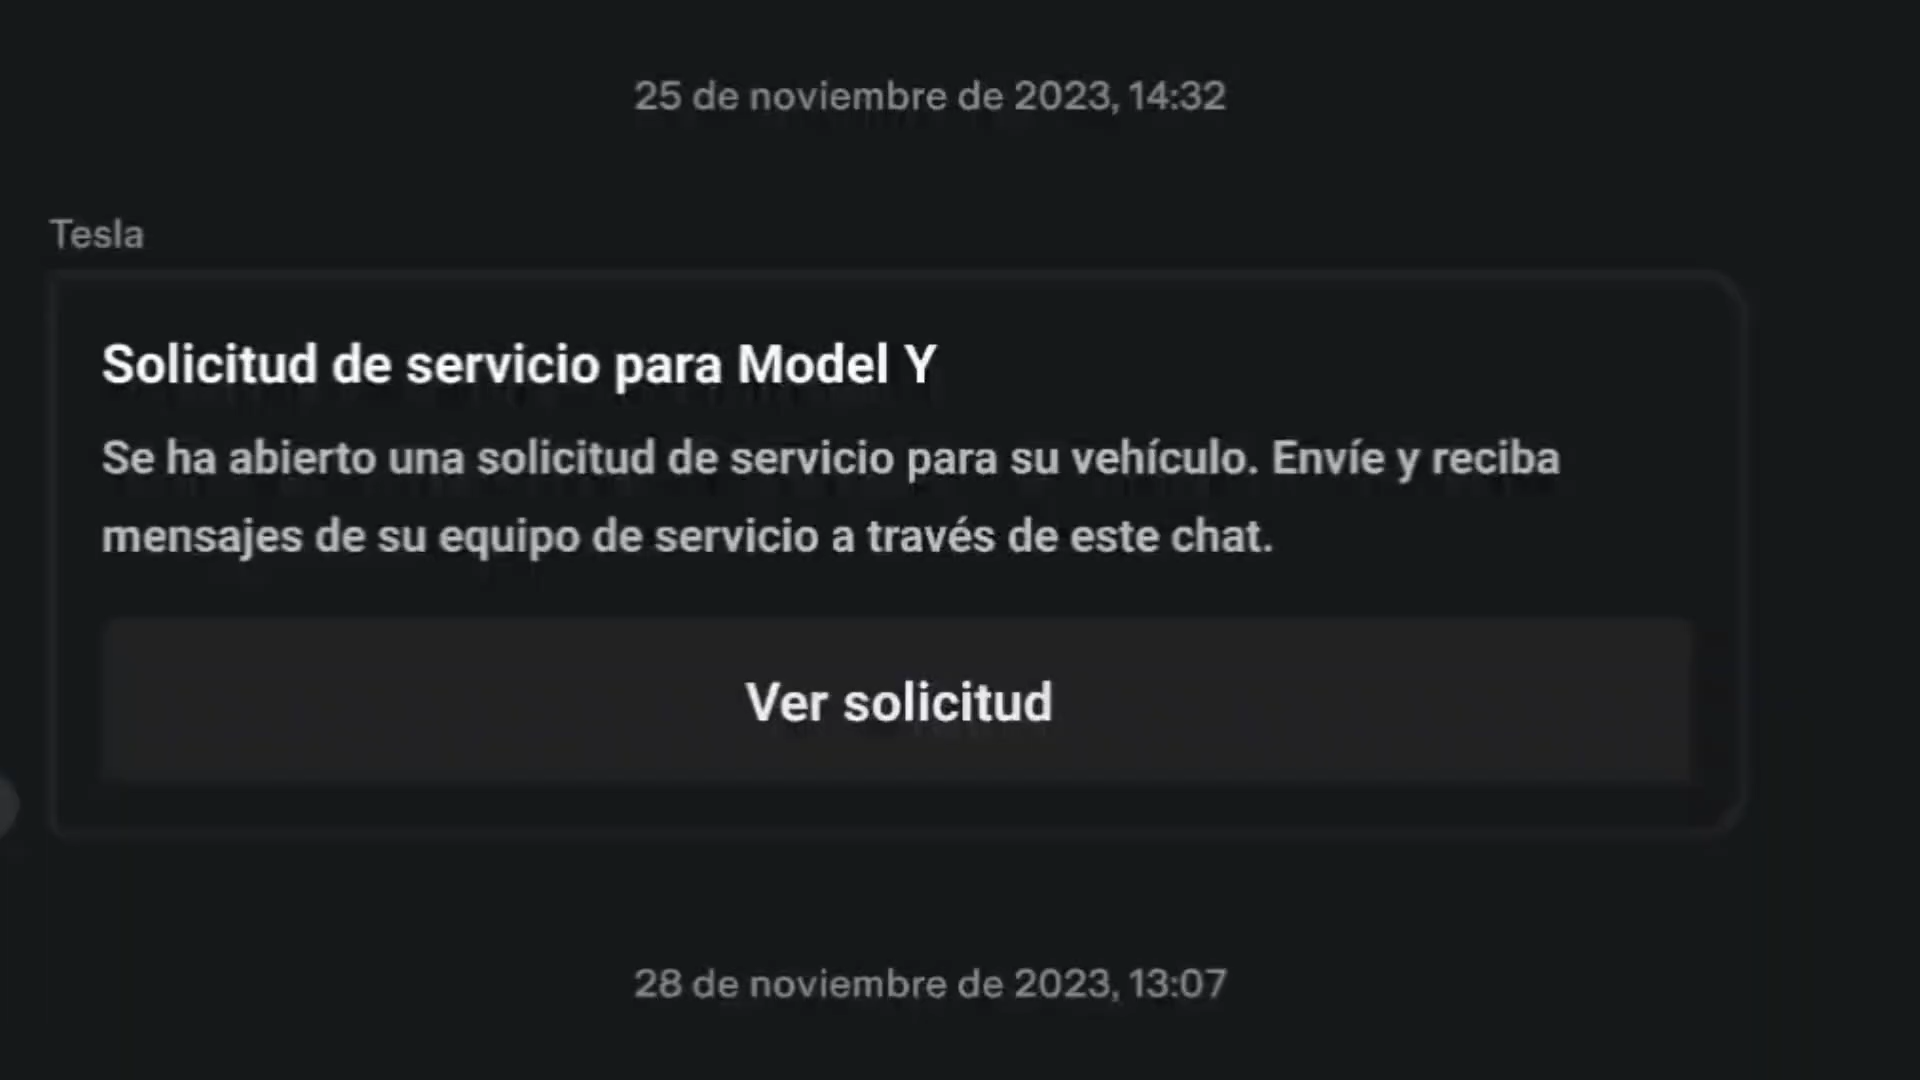 25 de noviembre de 2023, 14:32
Tesla
Solicitud de servicio para Model Y
Se ha abierto una solicitud de servicio para su vehículo. Envíe y reciba
mensajes de su equipo de servicio a través de este chat.
Ver solicitud
28 de noviembre de 2023, 13:07